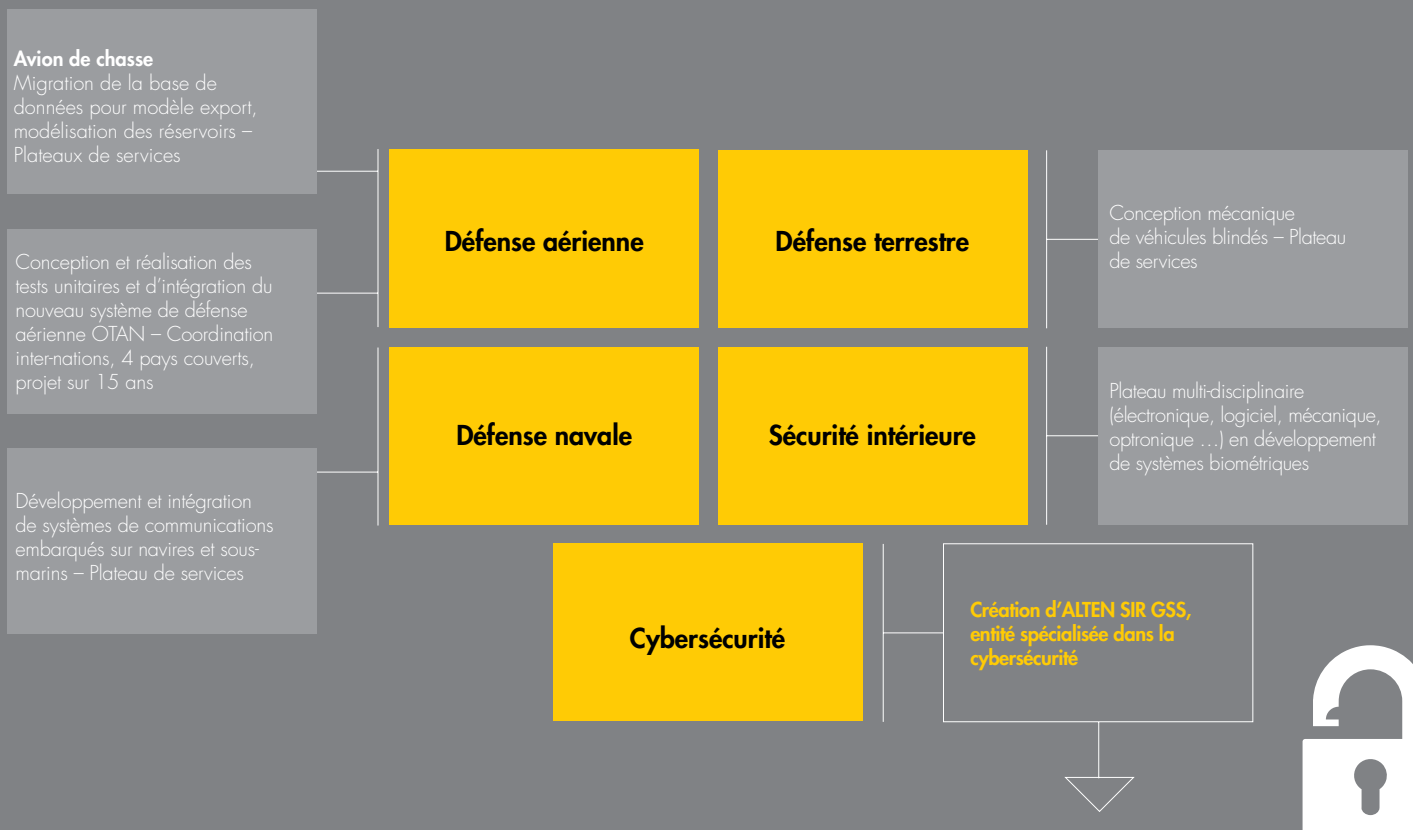 Avion de chasse
Migration de la base de
données pour modèle export,
modélisation des réservoirs –
Plateaux de services
Conception et réalisation des
tests unitaires et d’intégration du
nouveau système de défense
aérienne OTAN – Coordination
inter-nations, 4 pays couverts,
projet sur 15 ans
Développement et intégration
de systèmes de communications
embarqués sur navires et sous-
marins – Plateau de services
Défense aérienne
Défense terrestre
Conception mécanique
de véhicules blindés – Plateau
de services
Défense navale
Sécurité intérieure
Plateau multi-disciplinaire
(électronique, logiciel, mécanique,
optronique …) en développement
de systèmes biométriques
Cybersécurité
Création d’ALTEN SIR GSS,
entité spécialisée dans la
cybersécurité